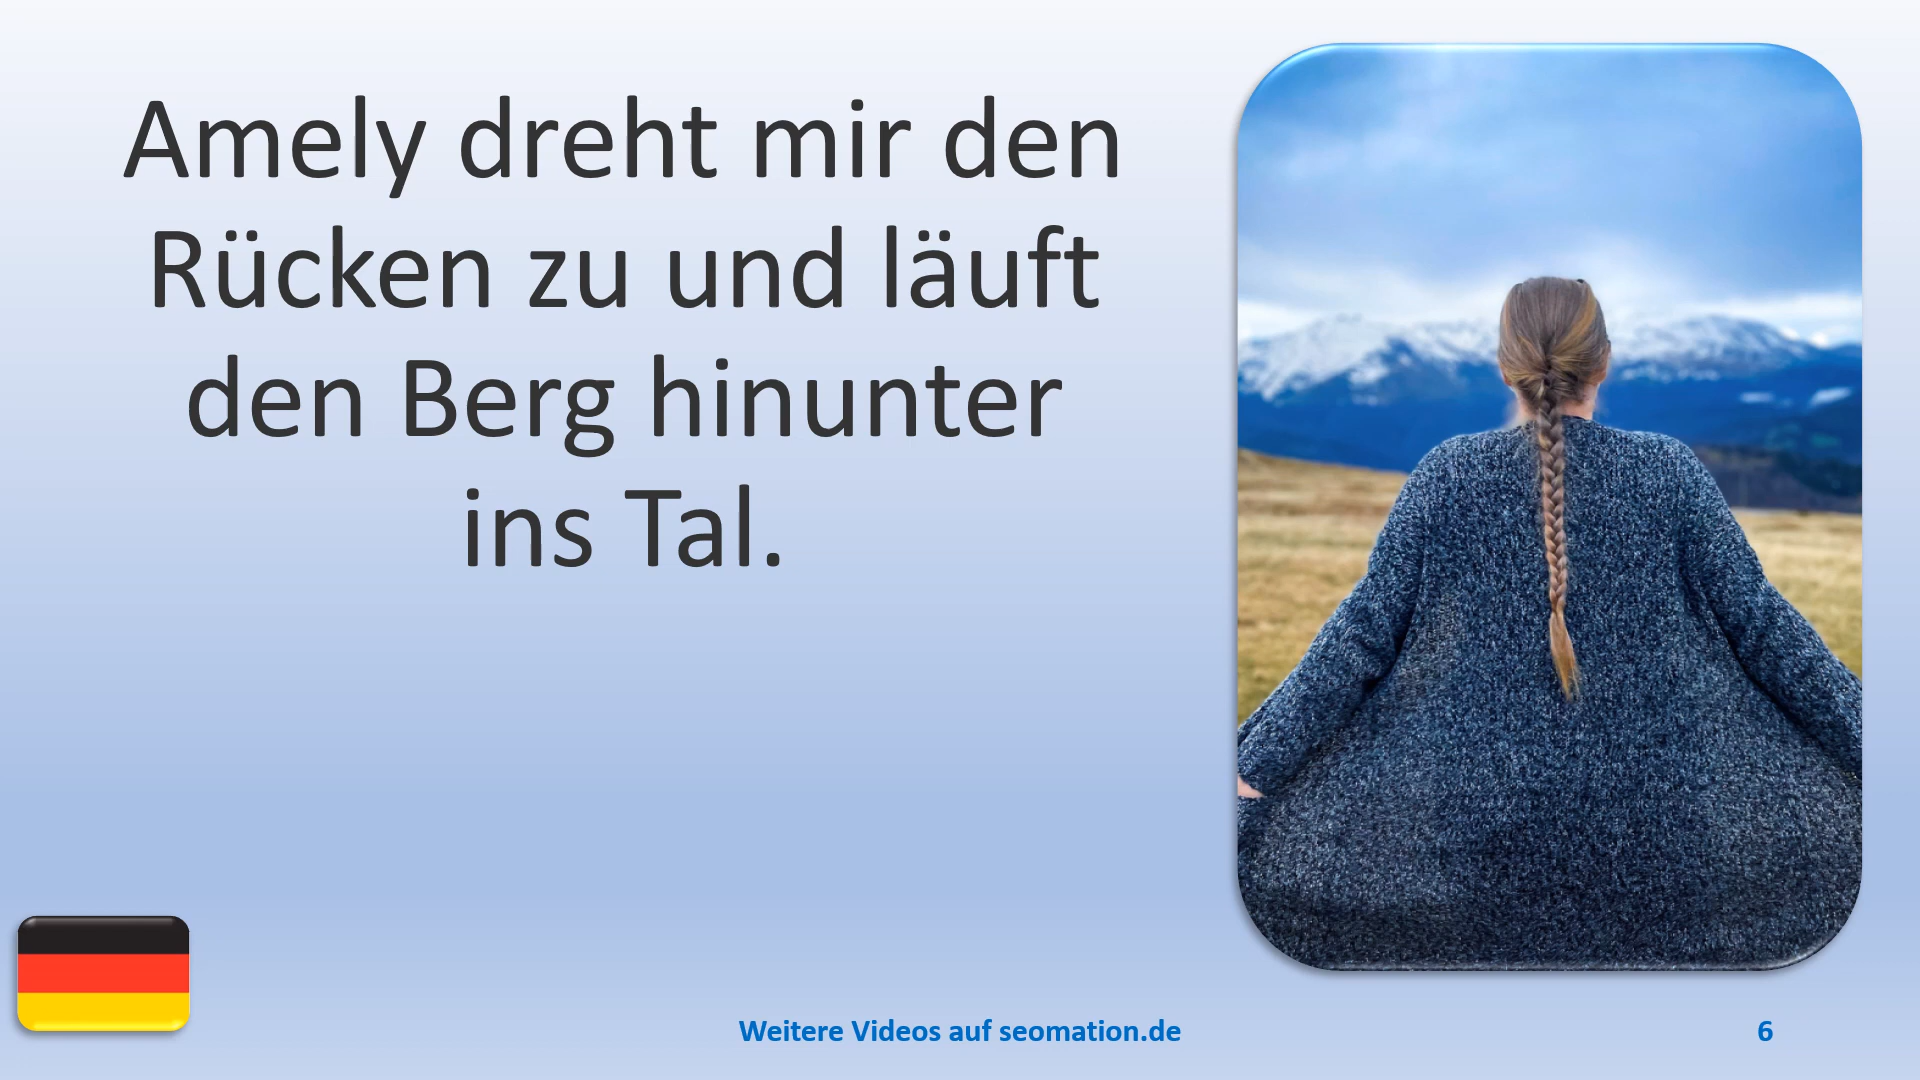 Amely dreht mir den
Rücken zu und läuft
den Berg hinunter
ins Tal.
Weitere Videos auf seomation.de
6